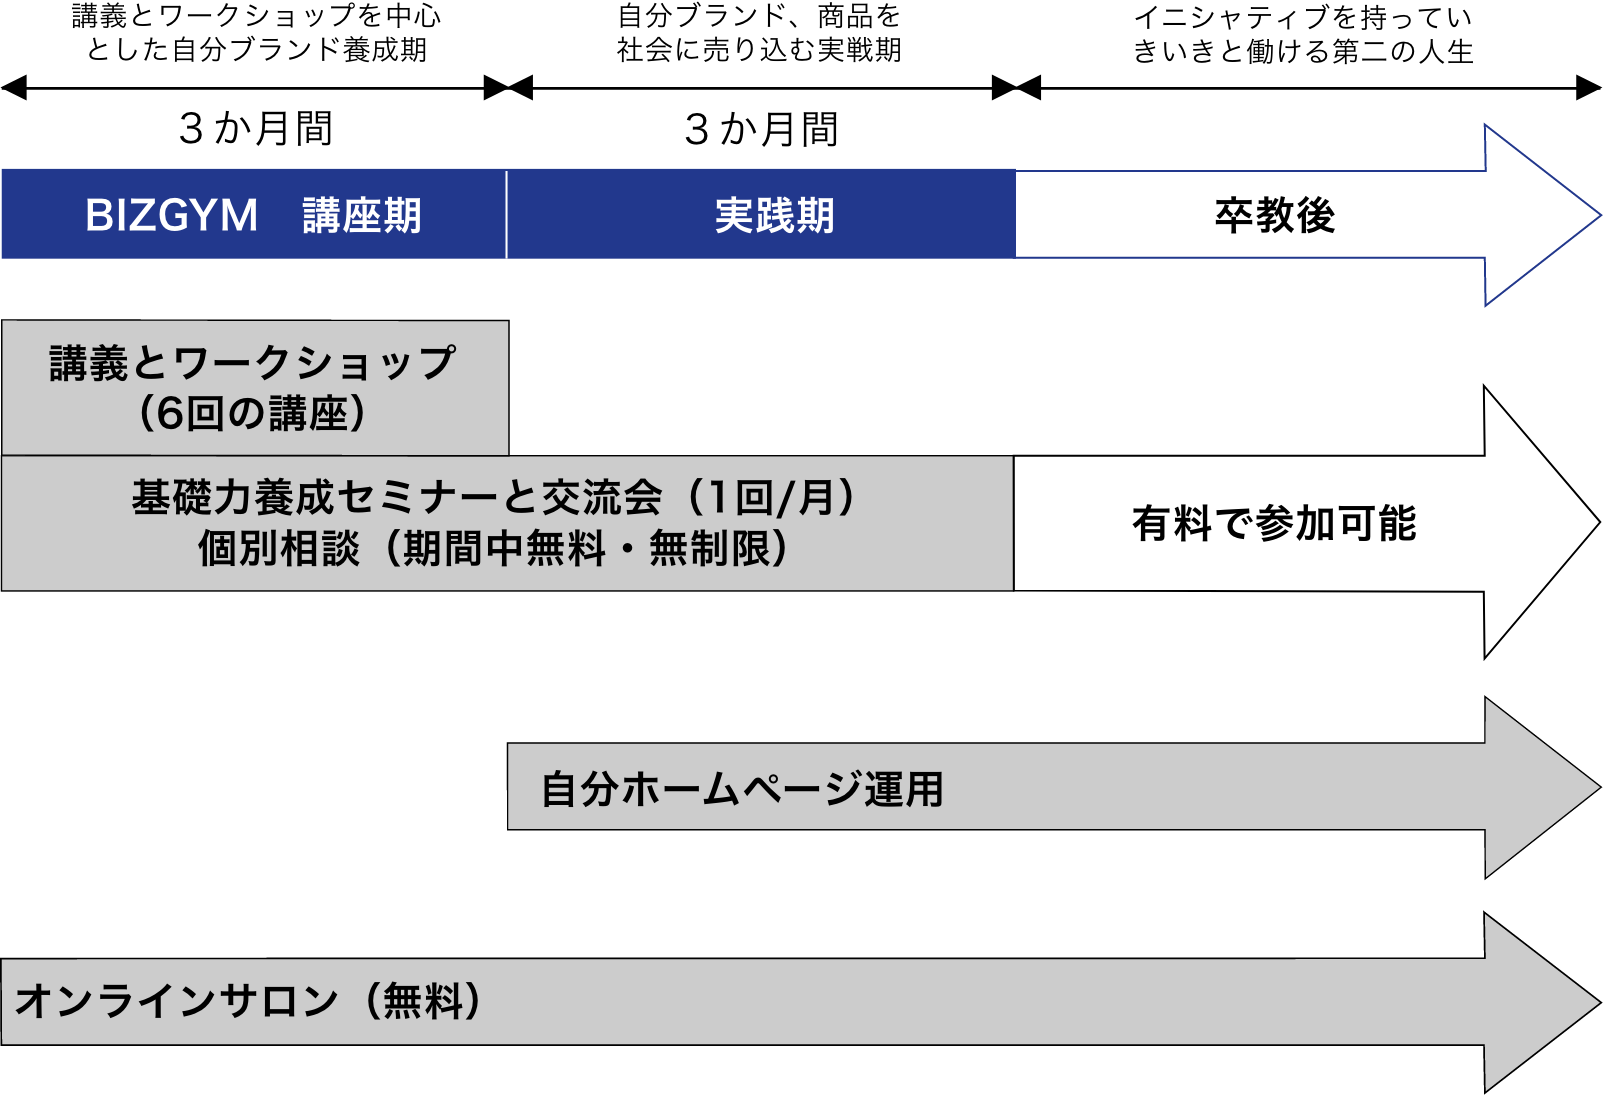 講義とワークショップを中心
とした自分ブランド養成期
自分ブランド、商品を
社会に売り込む実戦期
イニシャティブを持ってい
きいきと働ける第二の人生
３か月間
３か月間
BIZGYM　講座期
実践期
卒教後
講義とワークショップ
（6回の講座）
基礎力養成セミナーと交流会（1回/月）
個別相談（期間中無料・無制限）
有料で参加可能
自分ホームページ運用
オンラインサロン（無料）